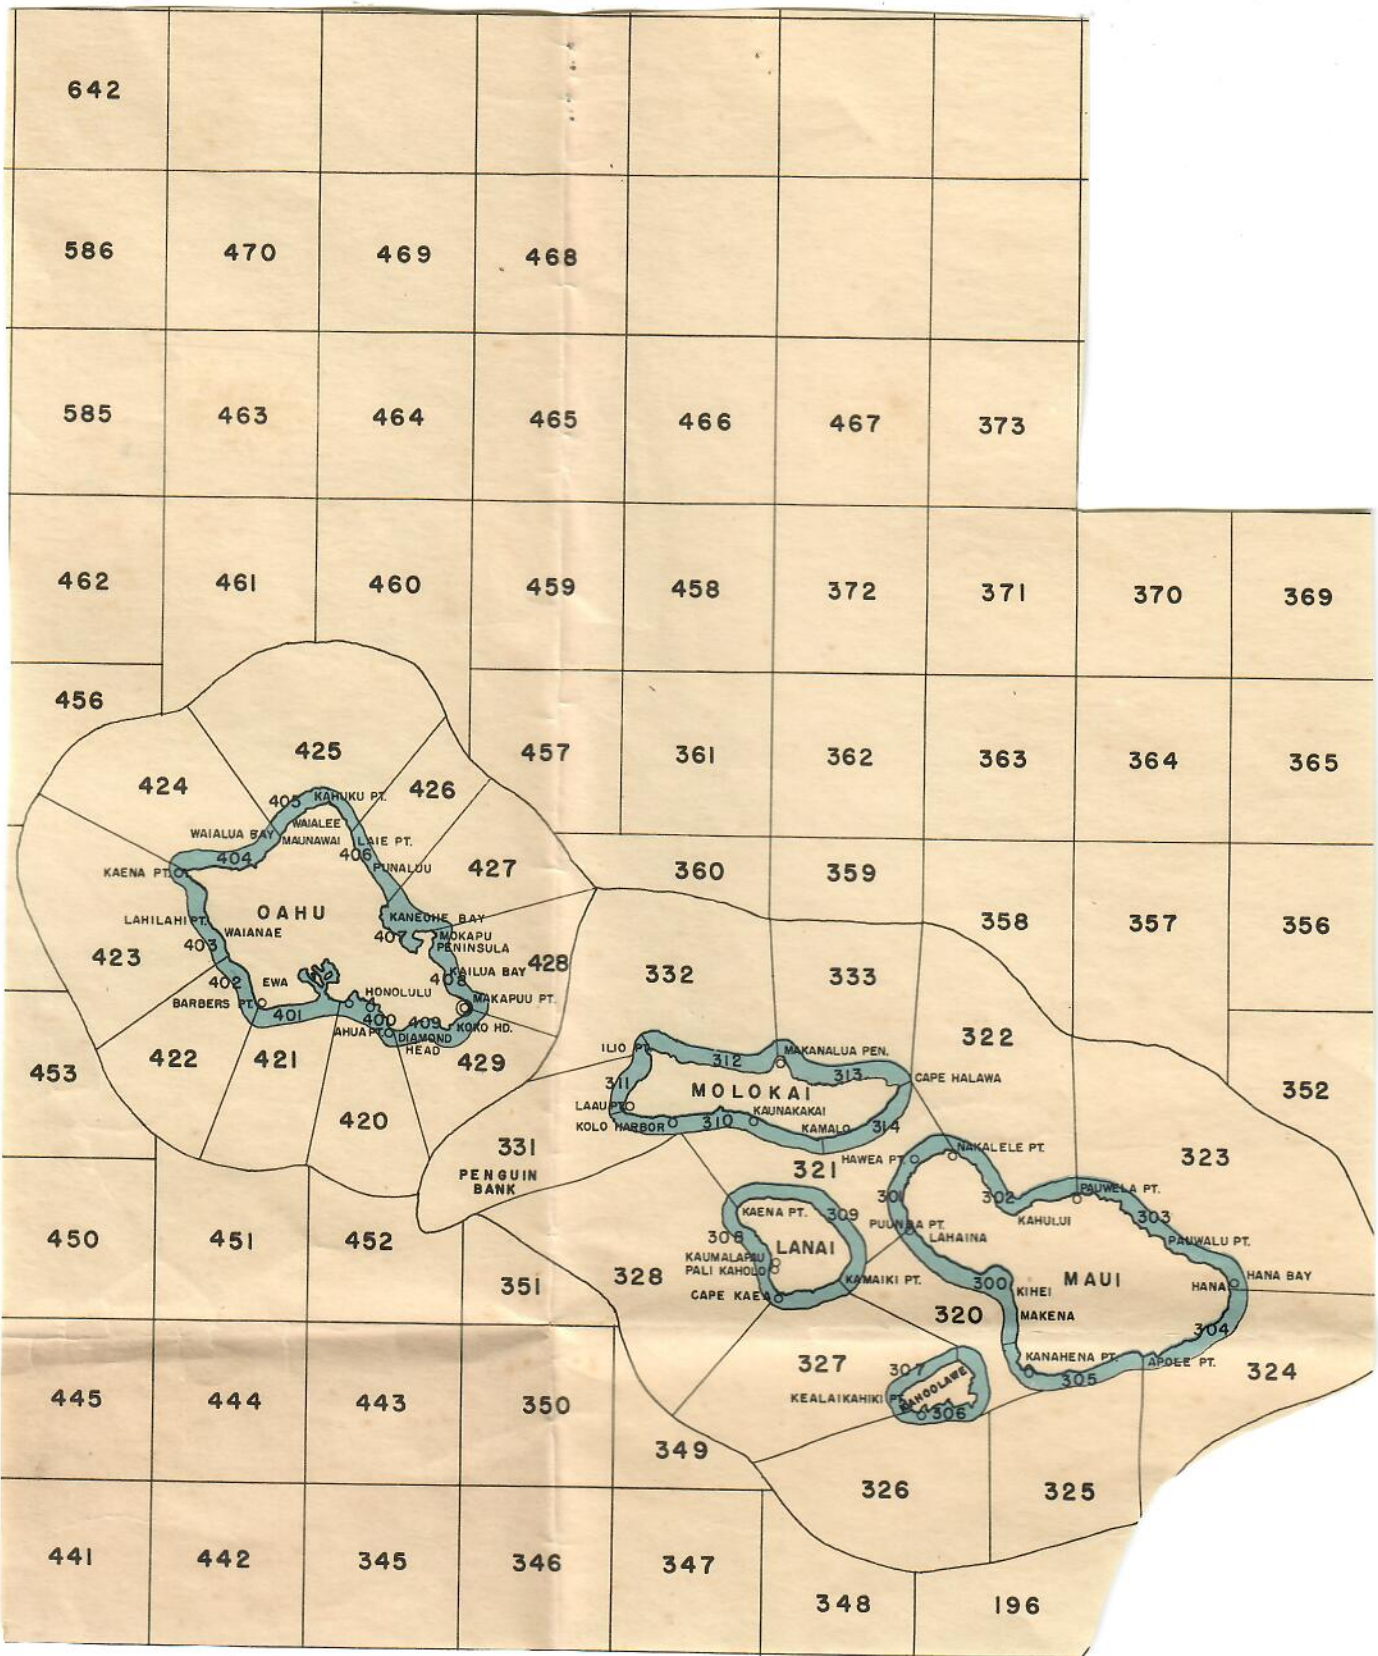 642
586 470 469 468
585 463 464 465 466 467 373
462 461 460 459 458 372 371 370 369
456
425
457 361 362 363 364 365
424
426
405 KAHUKU PT.
WAIALEE
WAIALUA BAY MAUNAWAI LAIE PT.
404 406
KAENA PT. PUNALUU 427
360 359
OAHU
LAHILAHI PT. KANEOHE BAY
WAIANAE 407 MOKAPU
403 PENINSULA
423
358 357 356
428
402 EWA 408 KAILUA BAY
332 333
BARBERS PT. HONOLULU MAKAPUU PT.
401 400 409 KOKO HD.
AHUA PT. DIAMOND
HEAD
322
422 421 429
453
ILIO PT. 312 MAKANALUA PEN.
311 313 CAPE HALAWA
MOLOKAI
352
LAAU PT. KAUNAKAKAI
KOLO HARBOR 310 KAMALO 314
420
331
PENGUIN
BANK
321
HAWEA PT. NAKALELE PT.
323
301 302 PAUWELA PT.
KAENA PT. 309 KAHULUI 303
PUUNOA PT.
LAHAINA
308 PAUWALU PT.
450 451 452
LANAI
KAUMALAPAU
PALI KAHOLO
351 328
KAMAIKI PT. 300 KIHEI MAUI HANA HANA BAY
CAPE KAEA
320 MAKENA
304
327 KANAHENA PT. APOLE PT.
307 305 324
KEALAIKAHIKI PT. KAHOOLAWE
306
445 444 443 350
349
326 325
441 442 345 346 347
348 196